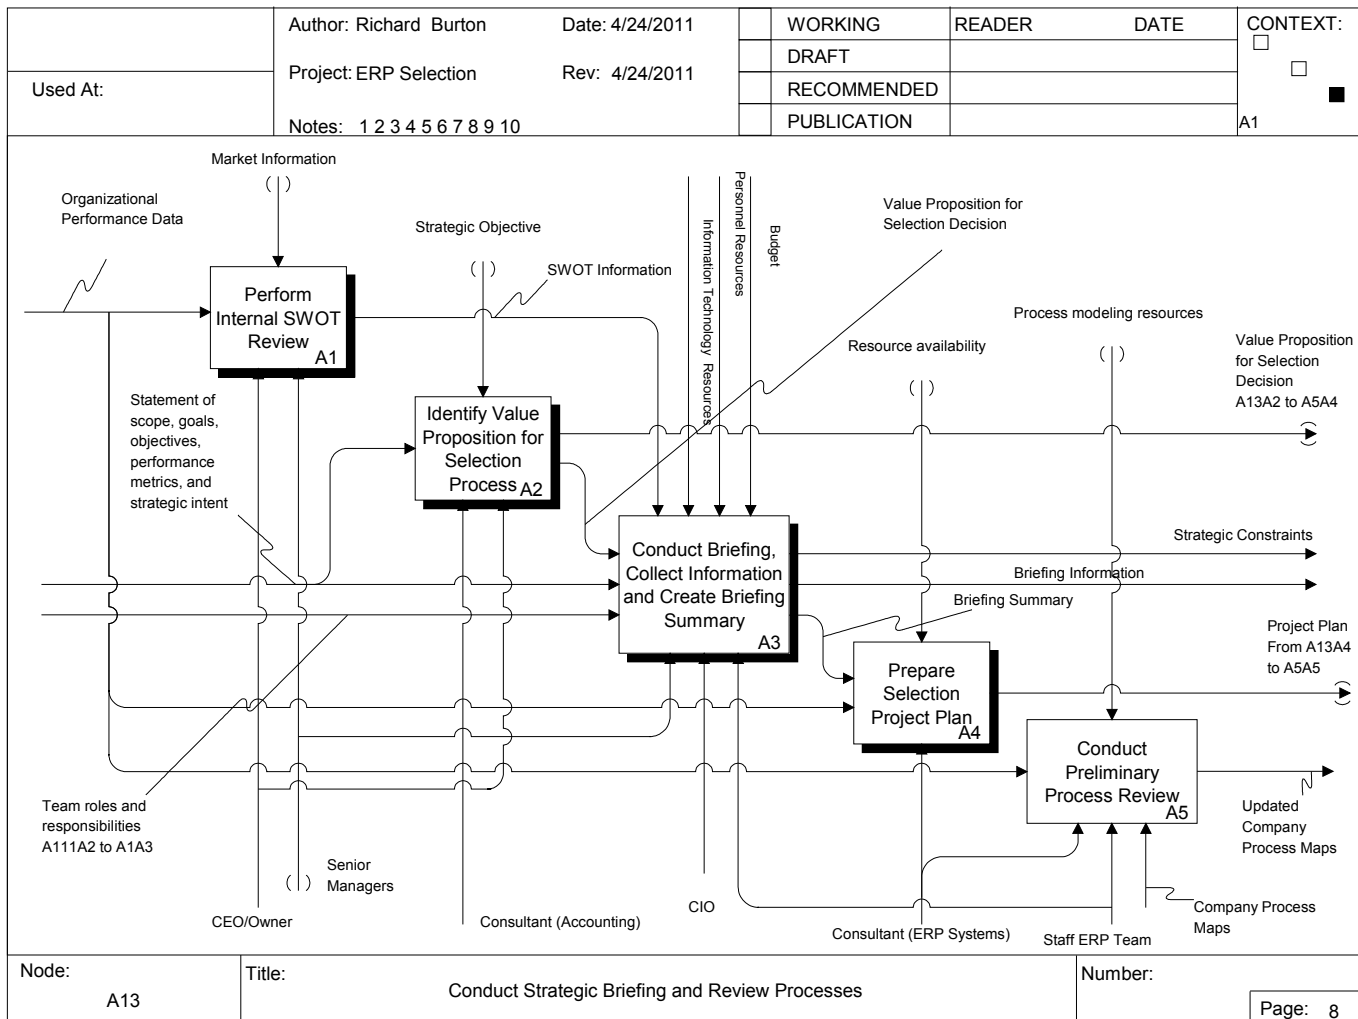 Author: Richard Burton
Date: 4/24/2011
WORKING
READER
DATE
CONTEXT:
DRAFT
Project: ERP Selection
Rev: 4/24/2011
Used At:
RECOMMENDED
Notes: 1 2 3 4 5 6 7 8 9 10
PUBLICATION
A1
Market Information
Organizational
Performance Data
Strategic Objective
SWOT Information
Information Technology Resources
Personnel Resources
Budget
Value Proposition for
Selection Decision
Perform
Internal SWOT
Review
A1
Process modeling resources
Resource availability
Value Proposition
for Selection
Decision
A13A2 to A5A4
Statement of
scope, goals,
objectives,
performance
metrics, and
strategic intent
Identify Value
Proposition for
Selection
Process
A2
Conduct Briefing,
Collect Information
and Create Briefing
Summary
A3
Strategic Constraints
Briefing Information
Briefing Summary
Project Plan
From A13A4
to A5A5
Prepare
Selection
Project Plan
A4
Conduct
Preliminary
Process Review
A5
Team roles and
responsibilities
A111A2 to A1A3
Updated
Company
Process Maps
Senior
Managers
CEO/Owner
Consultant (Accounting)
CIO
Consultant (ERP Systems)
Staff ERP Team
Company Process
Maps
Node:
A13
Title:
Conduct Strategic Briefing and Review Processes
Number:
Page: 8